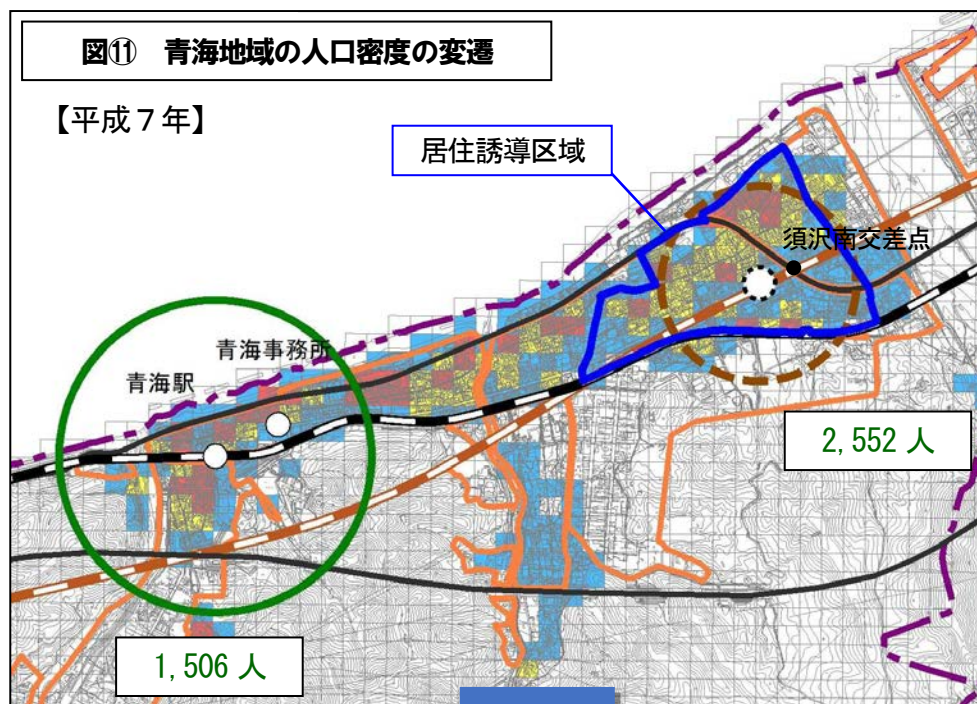 図⑪ 青海地域の人口密度の変遷
【平成７年】
居住誘導区域
須沢南交差点
青海事務所
青海駅
2,552 人
1,506 人